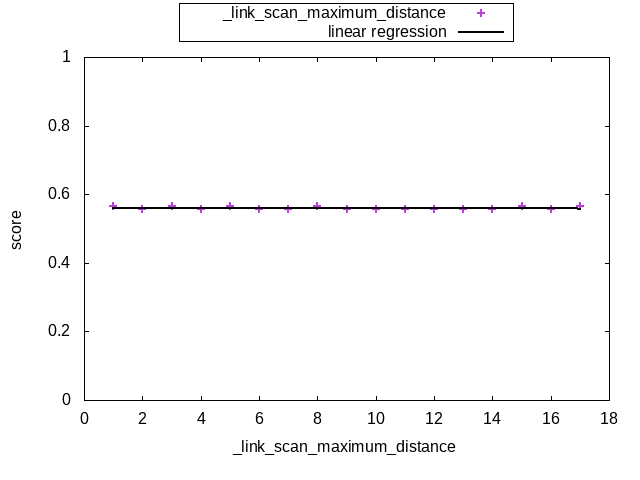 _link_scan_maximum_distance
linear regression
1
0.8
0.6
0.4
0.2
0
score
0 2 4 6 8 10 12 14 16 18
_link_scan_maximum_distance